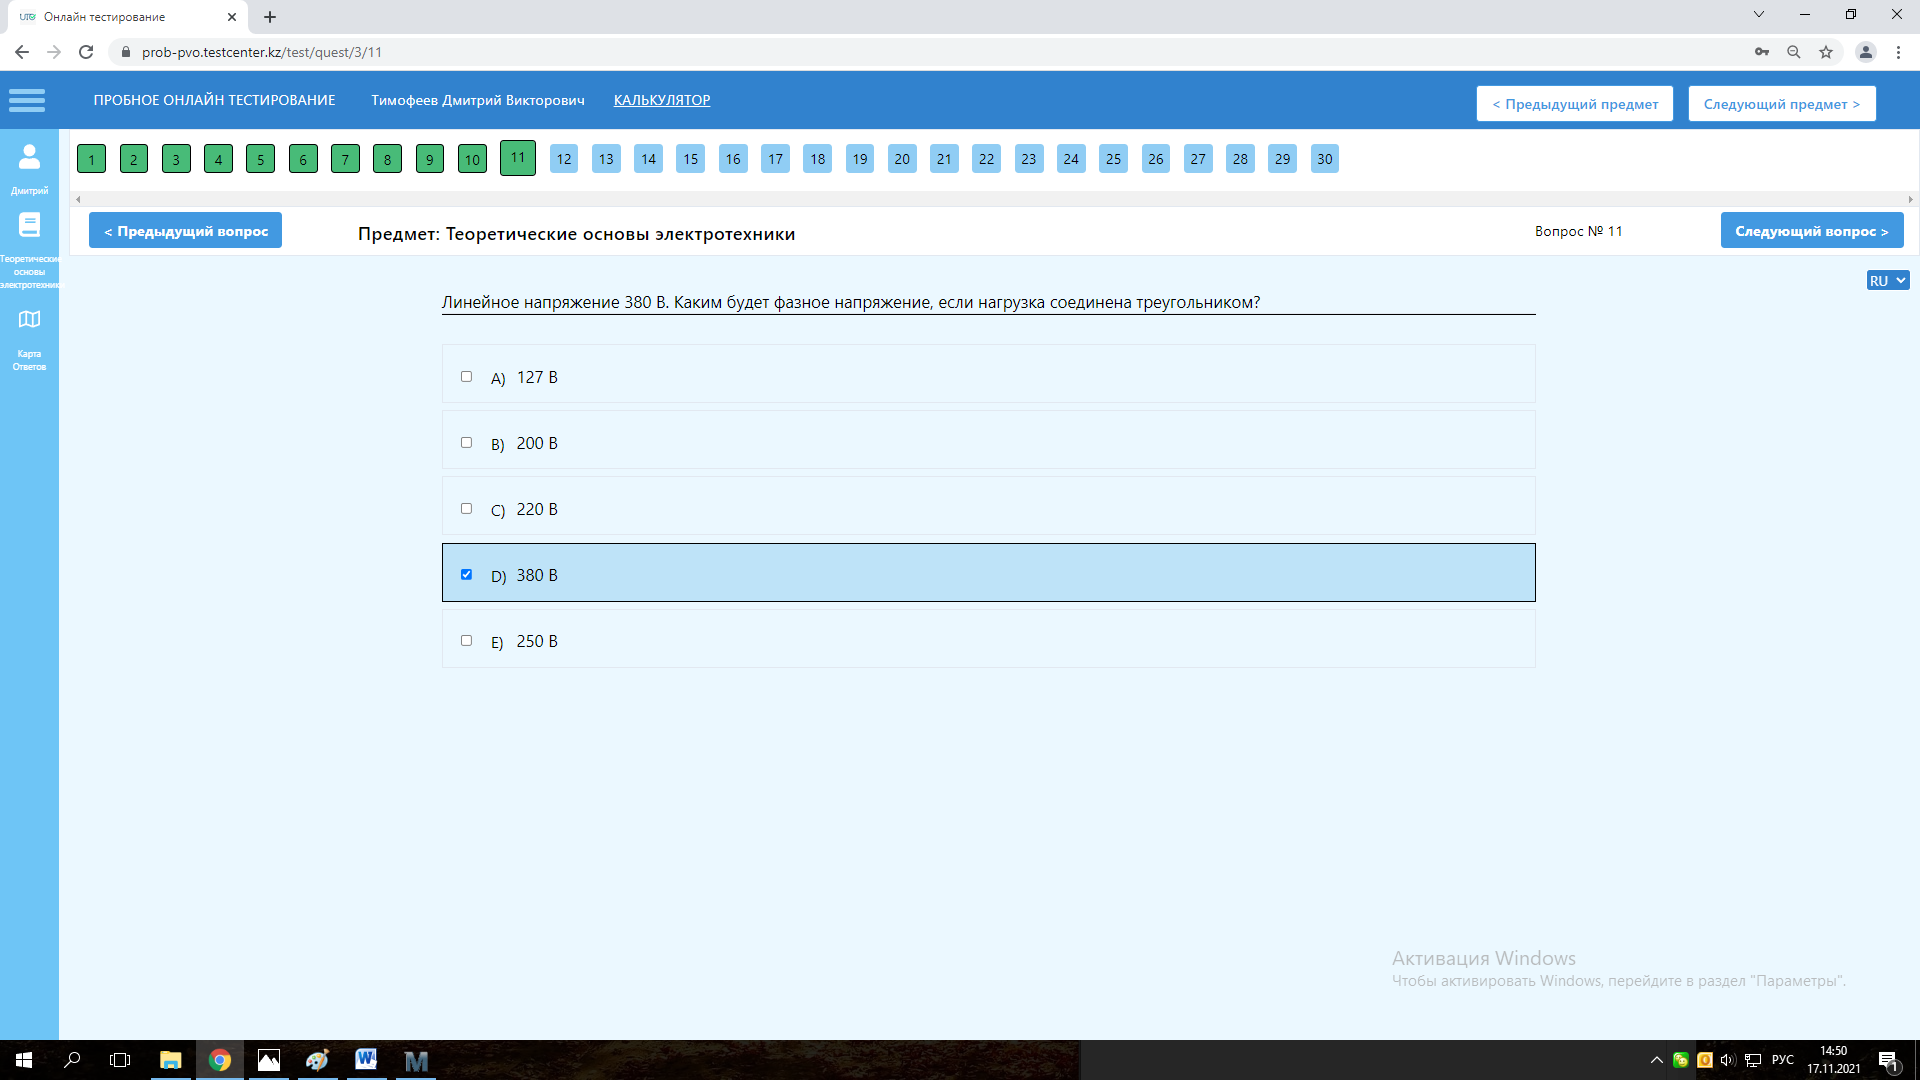 Онлайн тестирование
prob-pvo.testcenter.kz/test/quest/3/11
ПРОБНОЕ ОНЛАЙН ТЕСТИРОВАНИЕ Тимофеев Дмитрий Викторович КАЛЬКУЛЯТОР
< Предыдущий предмет Следующий предмет >
1 2 3 4 5 6 7 8 9 10 11 12 13 14 15 16 17 18 19 20 21 22 23 24 25 26 27 28 29 30
Дмитрий
Теоретические
основы
электротехники
Карта
Ответов
< Предыдущий вопрос Предмет: Теоретические основы электротехники Вопрос № 11 Следующий вопрос >
RU
Линейное напряжение 380 В. Каким будет фазное напряжение, если нагрузка соединена треугольником?
A) 127 В
B) 200 В
C) 220 В
D) 380 В
E) 250 В
Активация Windows
Чтобы активировать Windows, перейдите в раздел "Параметры".
РУС
14:50
17.11.2021
1